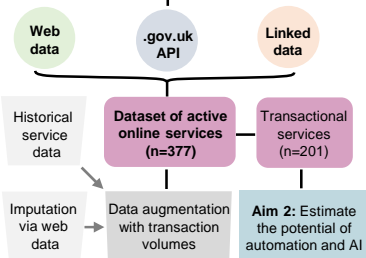 Web
data
.gov.uk
API
Linked
data
Historical
service
data
Dataset of active
online services
(n=377)
Transactional
services
(n=201)
Imputation
via web
data
Data augmentation
with transaction
volumes
Aim 2: Estimate
the potential of
automation and AI